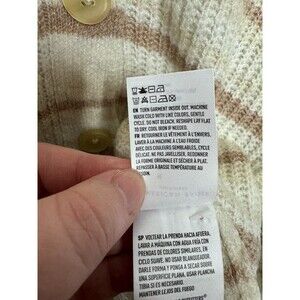 EN TURN GARMENT INSIDE OUT. MACHINE
WASH COLD WITH LIKE COLORS, GENTLE
CYCLE. DO NOT BLEACH. RESHAPE LAY FLAT
TO DRY. COOL IRON IF NEEDED.
FR RETOURNER LE VÊTEMENT À L'ENVERS.
LAVER À LA MACHINE À L'EAU FROIDE
AVEC DES COULEURS SEMBLABLES, CYCLE
DÉLICAT. NE PAS JAVELLISER. REDONNER
LA FORME ORIGINALE ET SÉCHER À PLAT.
REPASSER À BASSE TEMPÉRATURE AU
BESOIN.
SP VOLTEAR LA PRENDA HACIA AFUERA.
LAVAR A MÁQUINA CON AGUA FRÍA CON
PRENDAS DE COLORES SIMILARES, EN
CICLO SUAVE. NO USAR BLANQUEADOR.
DARLE FORMA Y PONER A SECAR SOBRE
UNA SUPERFICIE PLANA. USAR PLANCHA
TIBIA SI ES NECESARIO.
MANTENER LEJOS DEL FUEGO